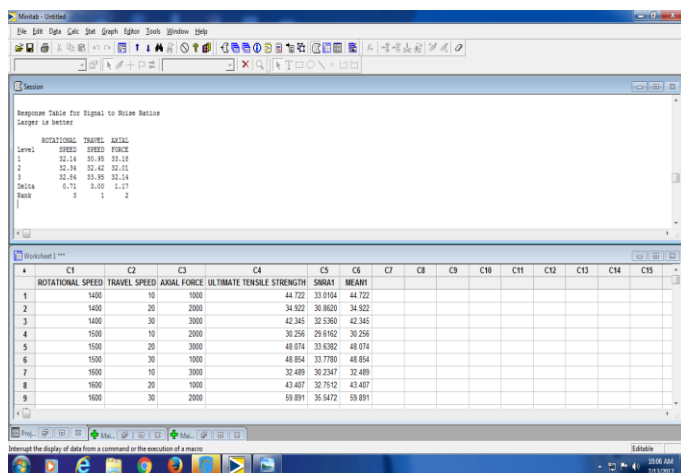 Minitab - Untitled
File Edit Data Calc Stat Graph Editor Tools Window Help
Session
Response Table for Signal to Noise Ratios
Larger is better
ROTATIONAL TRAVEL AXIAL
Level SPEED SPEED FORCE
1 32.14 30.95 33.18
2 32.34 32.42 32.01
3 32.84 33.95 32.14
Delta 0.71 3.00 1.17
Rank 3 1 2
Worksheet 1 ***
C1 C2 C3 C4 C5 C6 C7 C8 C9 C10 C11 C12 C13 C14 C15
ROTATIONAL SPEED TRAVEL SPEED AXIAL FORCE ULTIMATE TENSILE STRENGTH SNRA1 MEAN1
1 1400 10 1000 44.722 33.0104 44.722
2 1400 20 2000 34.922 30.8620 34.922
3 1400 30 3000 42.345 32.5360 42.345
4 1500 10 2000 30.256 29.6162 30.256
5 1500 20 3000 48.074 33.6382 48.074
6 1500 30 1000 48.854 33.7780 48.854
7 1600 10 3000 32.489 30.2347 32.489
8 1600 20 1000 43.407 32.7512 43.407
9 1600 30 2000 59.891 35.5472 59.891
Proj... Mai... Mai...
Interrupt the display of data from a command or the execution of a macro Editable
10:06 AM
7/13/2017